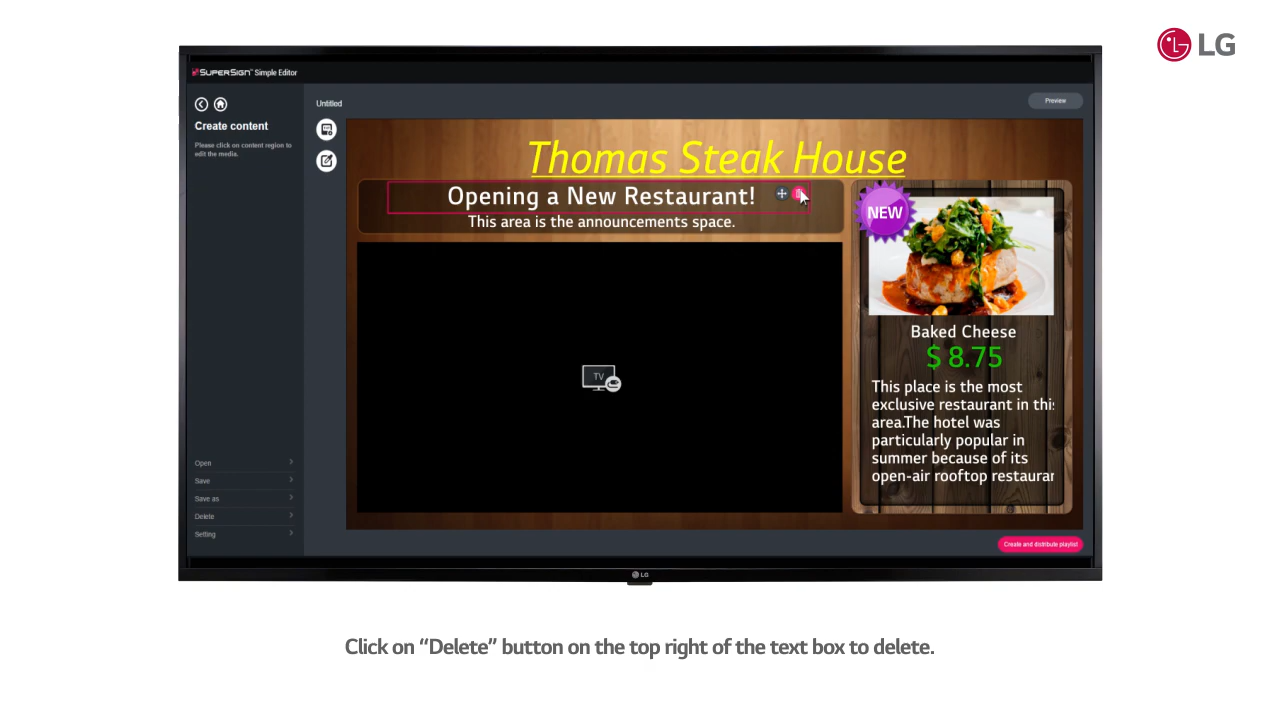 LG
SUPERSIGN™ Simple Editor
Untitled
Preview
Create content
Please click on content region to
edit the media.
Thomas Steak House
Opening a New Restaurant!
This area is the announcements space.
NEW
TV
Baked Cheese
$ 8.75
This place is the most
exclusive restaurant in this
area.The hotel was
particularly popular in
summer because of its
open-air rooftop restaurar
Open
Save
Save as
Delete
Setting
Create and distribute playlist
LG
Click on “Delete” button on the top right of the text box to delete.